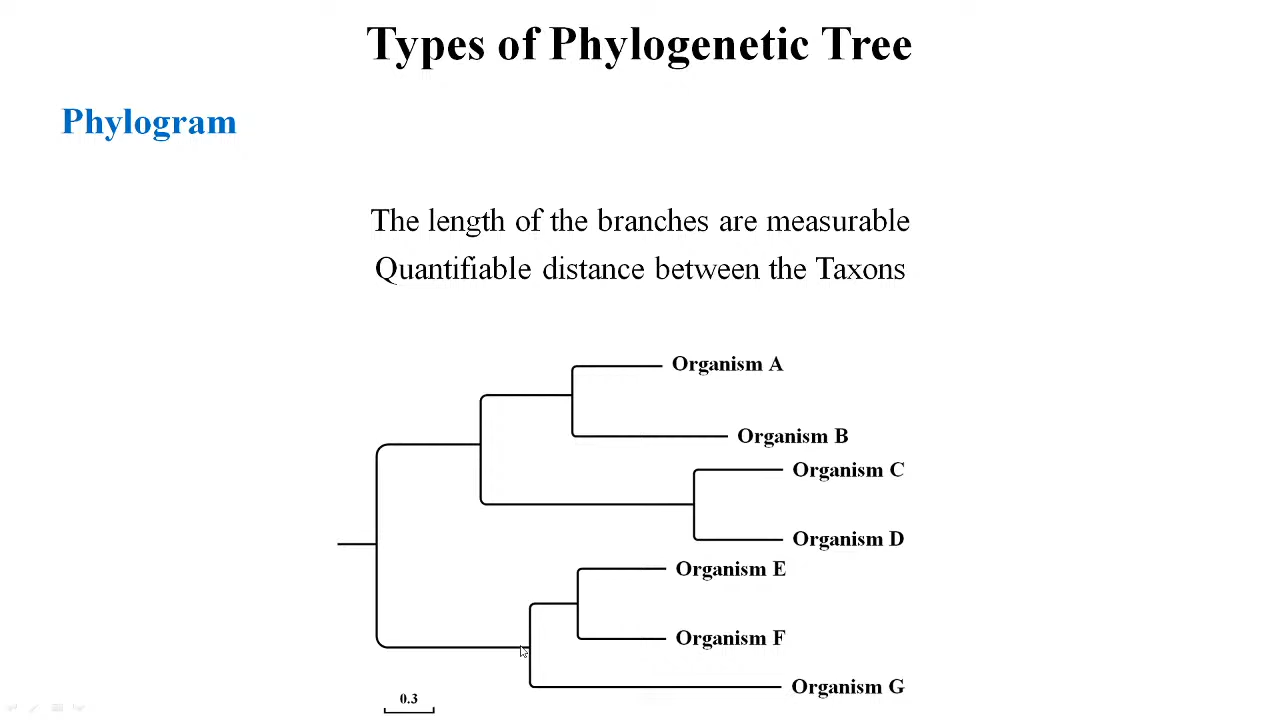 Types of Phylogenetic Tree
Phylogram
The length of the branches are measurable
Quantifiable distance between the Taxons
Organism A
Organism B
Organism C
Organism D
Organism E
Organism F
Organism G
0.3